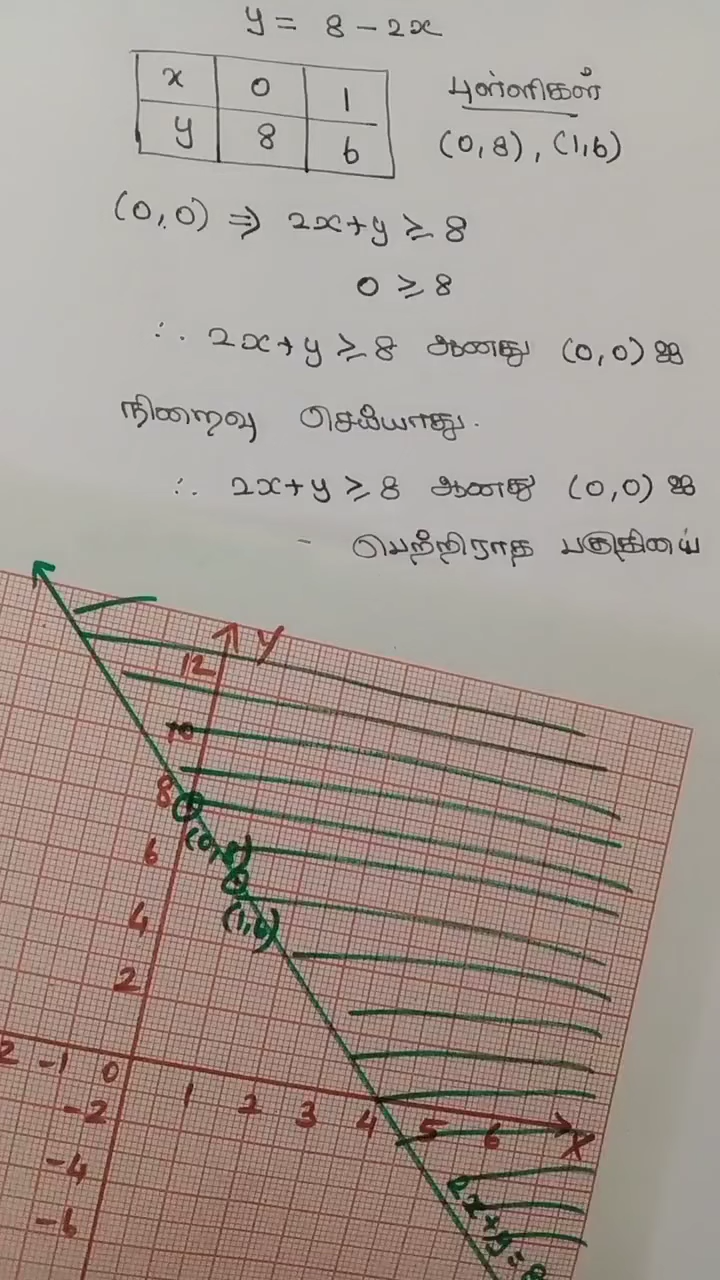 y = 8 - 2x
x 0 1
y 8 6
புள்ளிகள்
(0,8), (1,6)
(0,0) ⇒ 2x+y ≥ 8
0 ≥ 8
∴ 2x+y ≥ 8 ஆனது (0,0) ஐ
நிறைவு செய்யாது.
∴ 2x+y ≥ 8 ஆனது (0,0) ஐ
- பெற்றிராத பகுதியை
Y
12
10
8
(0,8)
6
(1,6)
4
2
2 -1 0 1 2 3 4 5 6 X
-2
-4
-6
2x+y=8